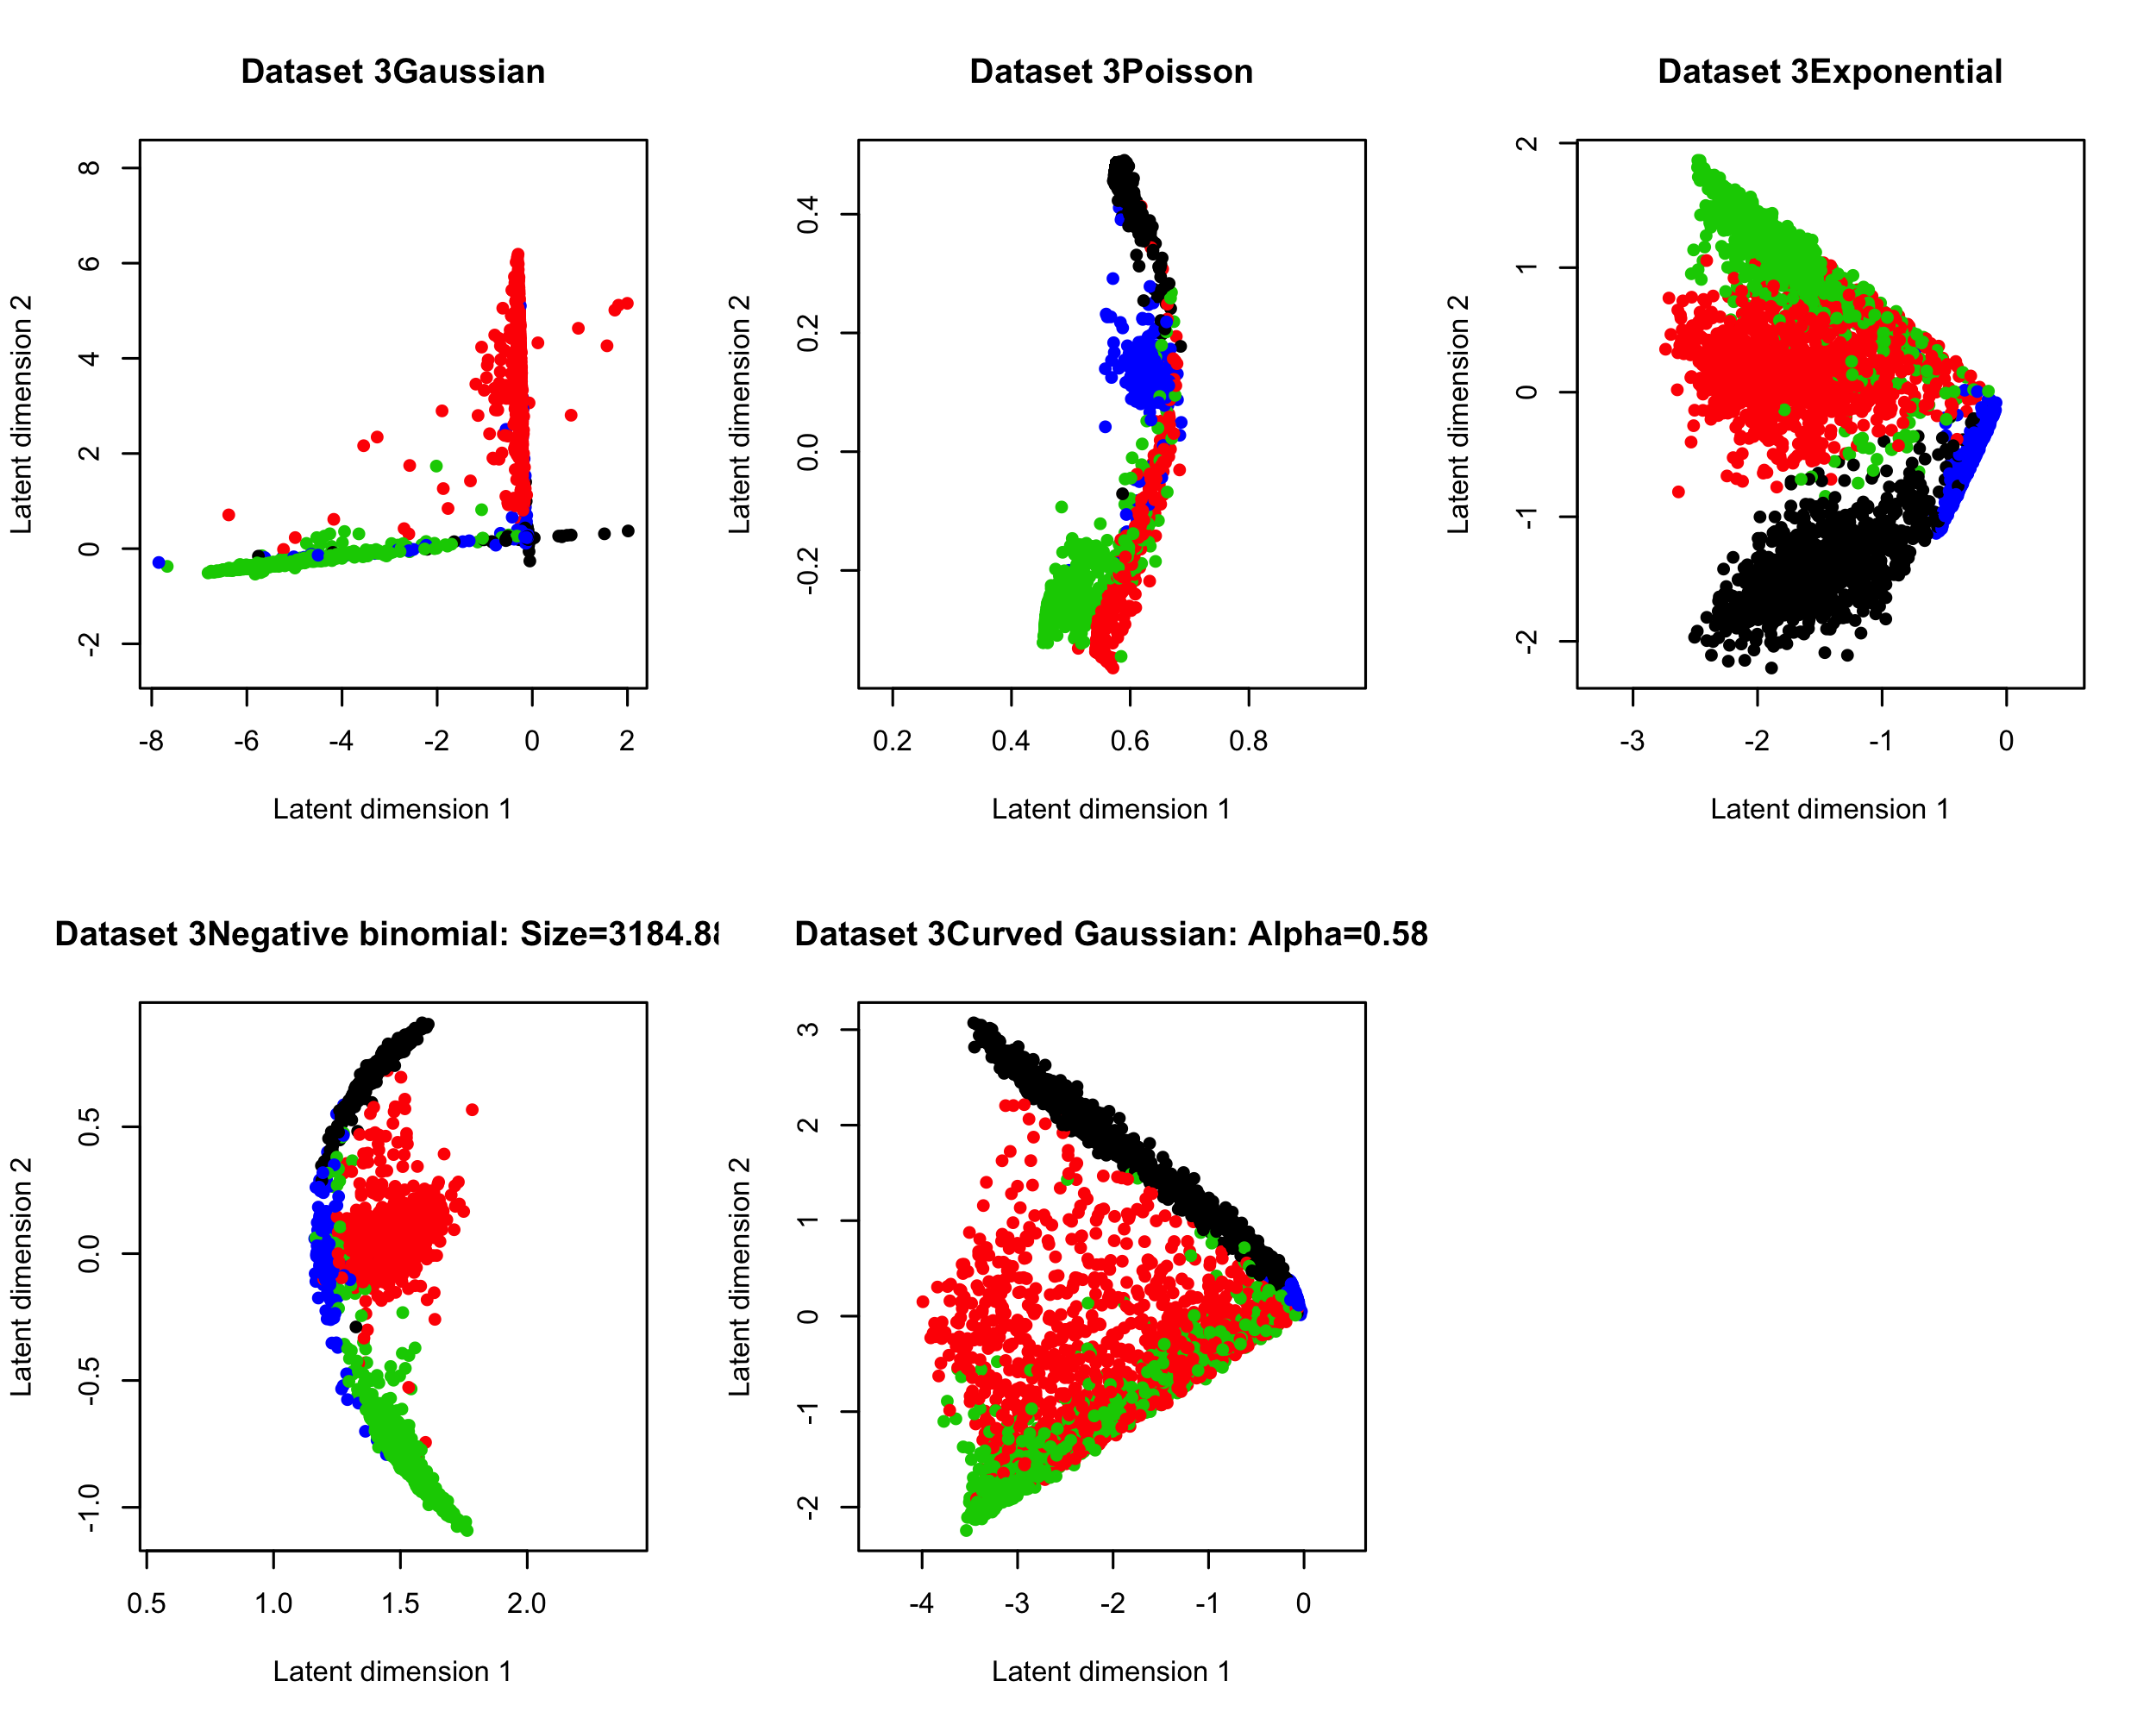 Dataset 3Gaussian
8
6
4
2
0
-2
Latent dimension 2
-8 -6 -4 -2 0 2
Latent dimension 1
Dataset 3Poisson
0.4
0.2
0.0
-0.2
Latent dimension 2
0.2 0.4 0.6 0.8
Latent dimension 1
Dataset 3Exponential
2
1
0
-1
-2
Latent dimension 2
-3 -2 -1 0
Latent dimension 1
Dataset 3Negative binomial: Size=3184.88
0.5
0.0
-0.5
-1.0
Latent dimension 2
0.5 1.0 1.5 2.0
Latent dimension 1
Dataset 3Curved Gaussian: Alpha=0.58
3
2
1
0
-1
-2
Latent dimension 2
-4 -3 -2 -1 0
Latent dimension 1